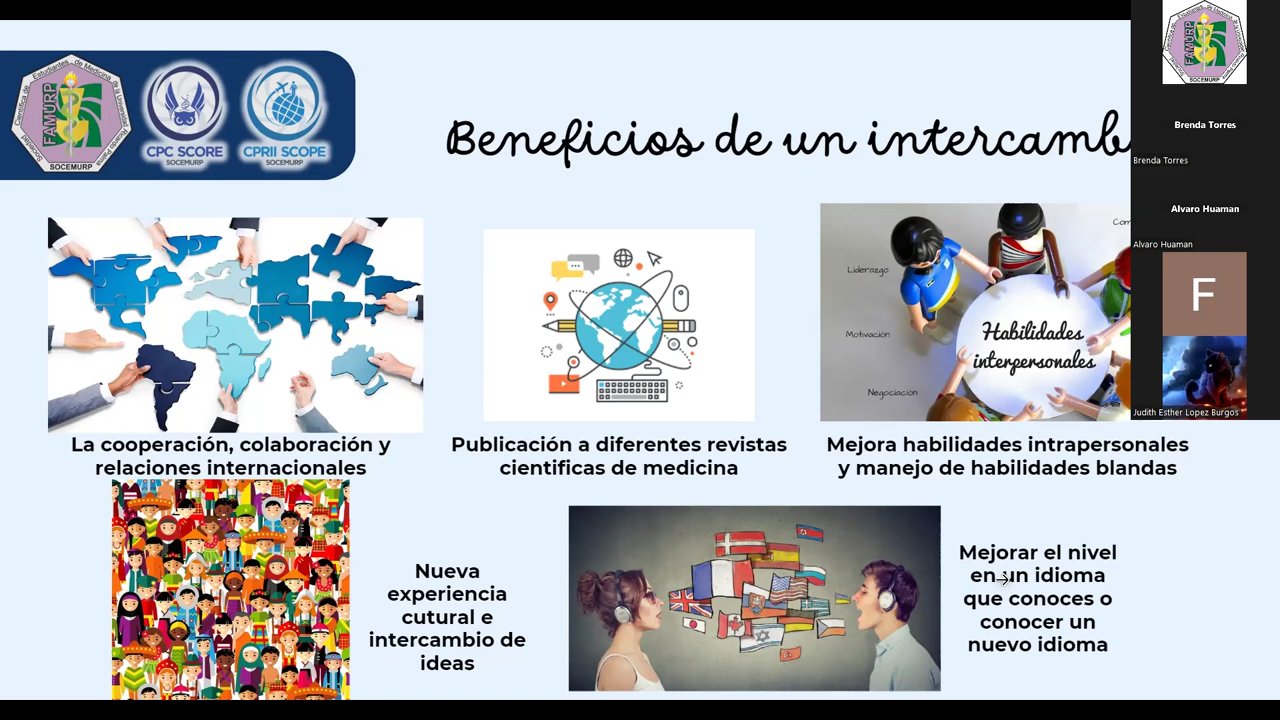 FAMURP
SOCEMURP
CPC SCORE
SOCEMURP
CPRII SCOPE
SOCEMURP
Beneficios de un intercamb
Liderazgo
Motivación
Negociación
Com
Habilidades
interpersonales
La cooperación, colaboración y
relaciones internacionales
Publicación a diferentes revistas
cientificas de medicina
Mejora habilidades intrapersonales
y manejo de habilidades blandas
Nueva
experiencia
cutural e
intercambio de
ideas
Mejorar el nivel
en un idioma
que conoces o
conocer un
nuevo idioma
FAMURP
SOCEMURP
Brenda Torres
Brenda Torres
Alvaro Huaman
Alvaro Huaman
F
Judith Esther Lopez Burgos